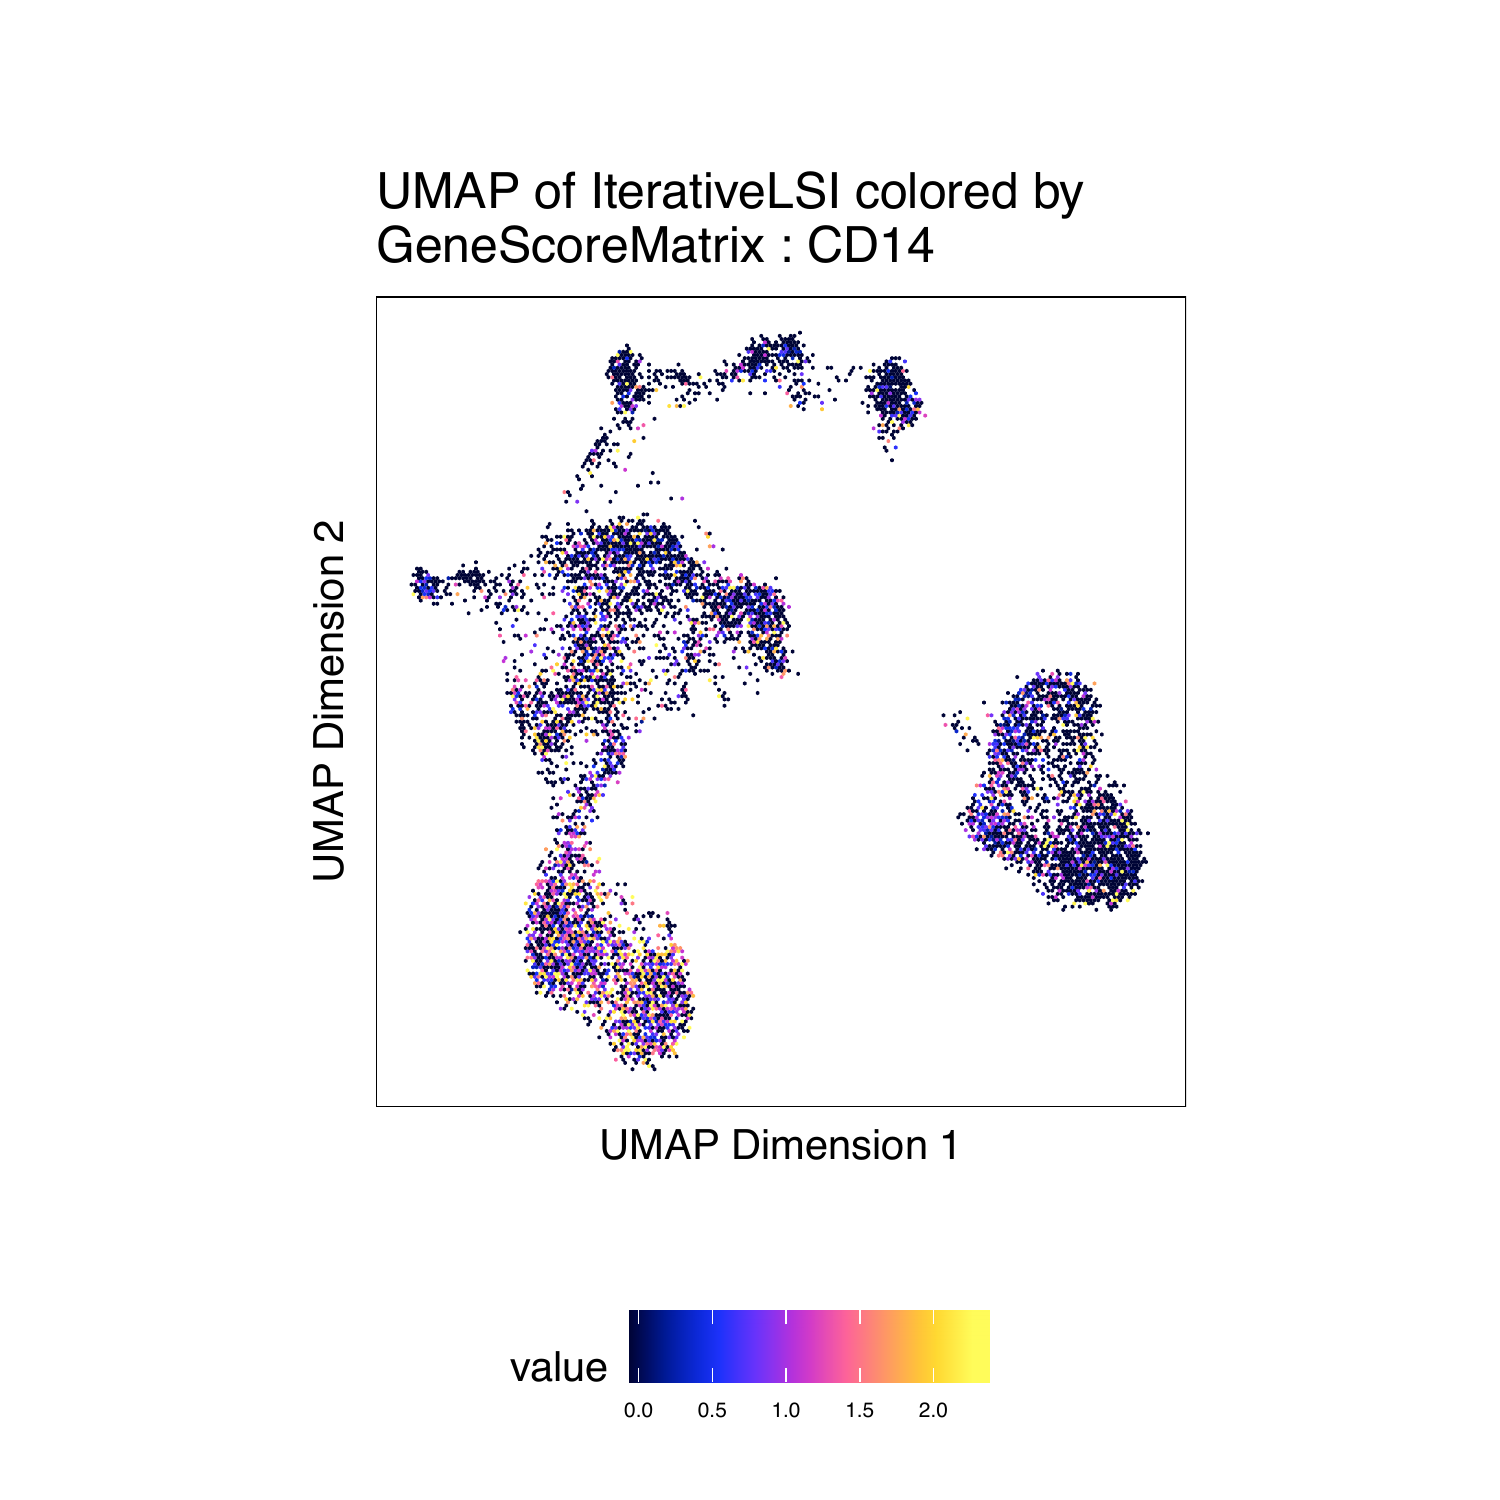 UMAP of IterativeLSI colored by
GeneScoreMatrix : CD14
UMAP Dimension 2
UMAP Dimension 1
value
0.0 0.5 1.0 1.5 2.0